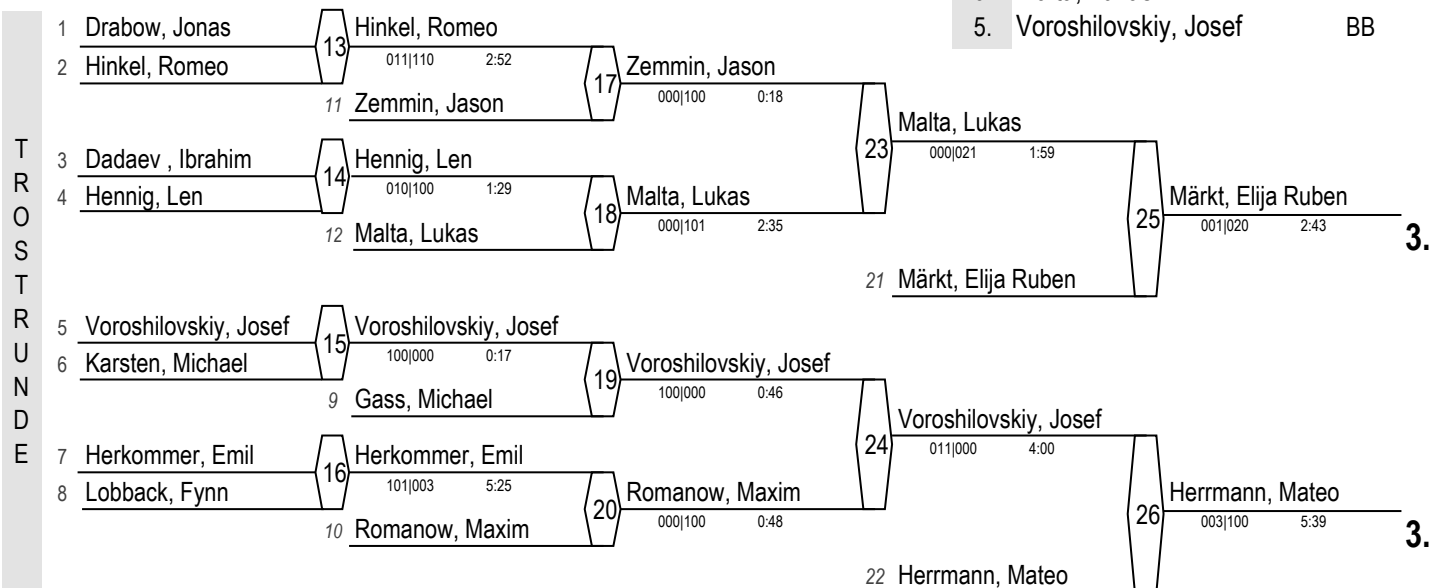 5. Voroshilovskiy, Josef BB
TROSTRUNDE
1 Drabow, Jonas
2 Hinkel, Romeo
13
Hinkel, Romeo
011|110 2:52
11 Zemmin, Jason
17
Zemmin, Jason
000|100 0:18
3 Dadaev , Ibrahim
4 Hennig, Len
14
Hennig, Len
010|100 1:29
12 Malta, Lukas
18
Malta, Lukas
000|101 2:35
23
Malta, Lukas
000|021 1:59
21 Märkt, Elija Ruben
25
Märkt, Elija Ruben
001|020 2:43
3.
5 Voroshilovskiy, Josef
6 Karsten, Michael
15
Voroshilovskiy, Josef
100|000 0:17
9 Gass, Michael
19
Voroshilovskiy, Josef
100|000 0:46
7 Herkommer, Emil
8 Lobback, Fynn
16
Herkommer, Emil
101|003 5:25
10 Romanow, Maxim
20
Romanow, Maxim
000|100 0:48
24
Voroshilovskiy, Josef
011|000 4:00
22 Herrmann, Mateo
26
Herrmann, Mateo
003|100 5:39
3.